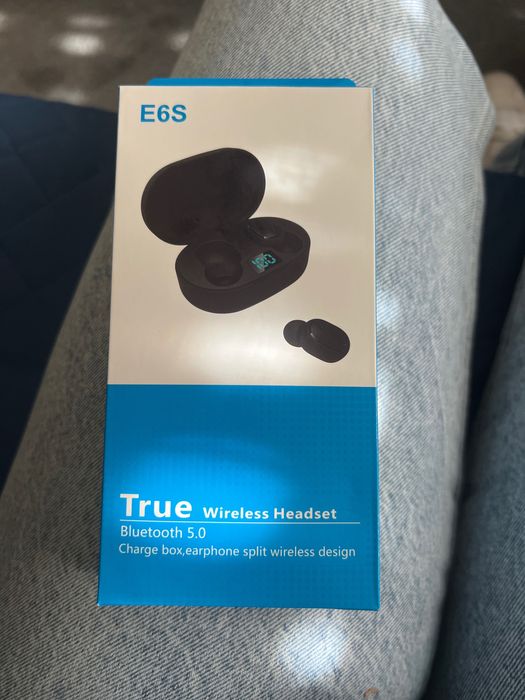 E6S
True Wireless Headset
Bluetooth 5.0
Charge box,earphone split wireless design